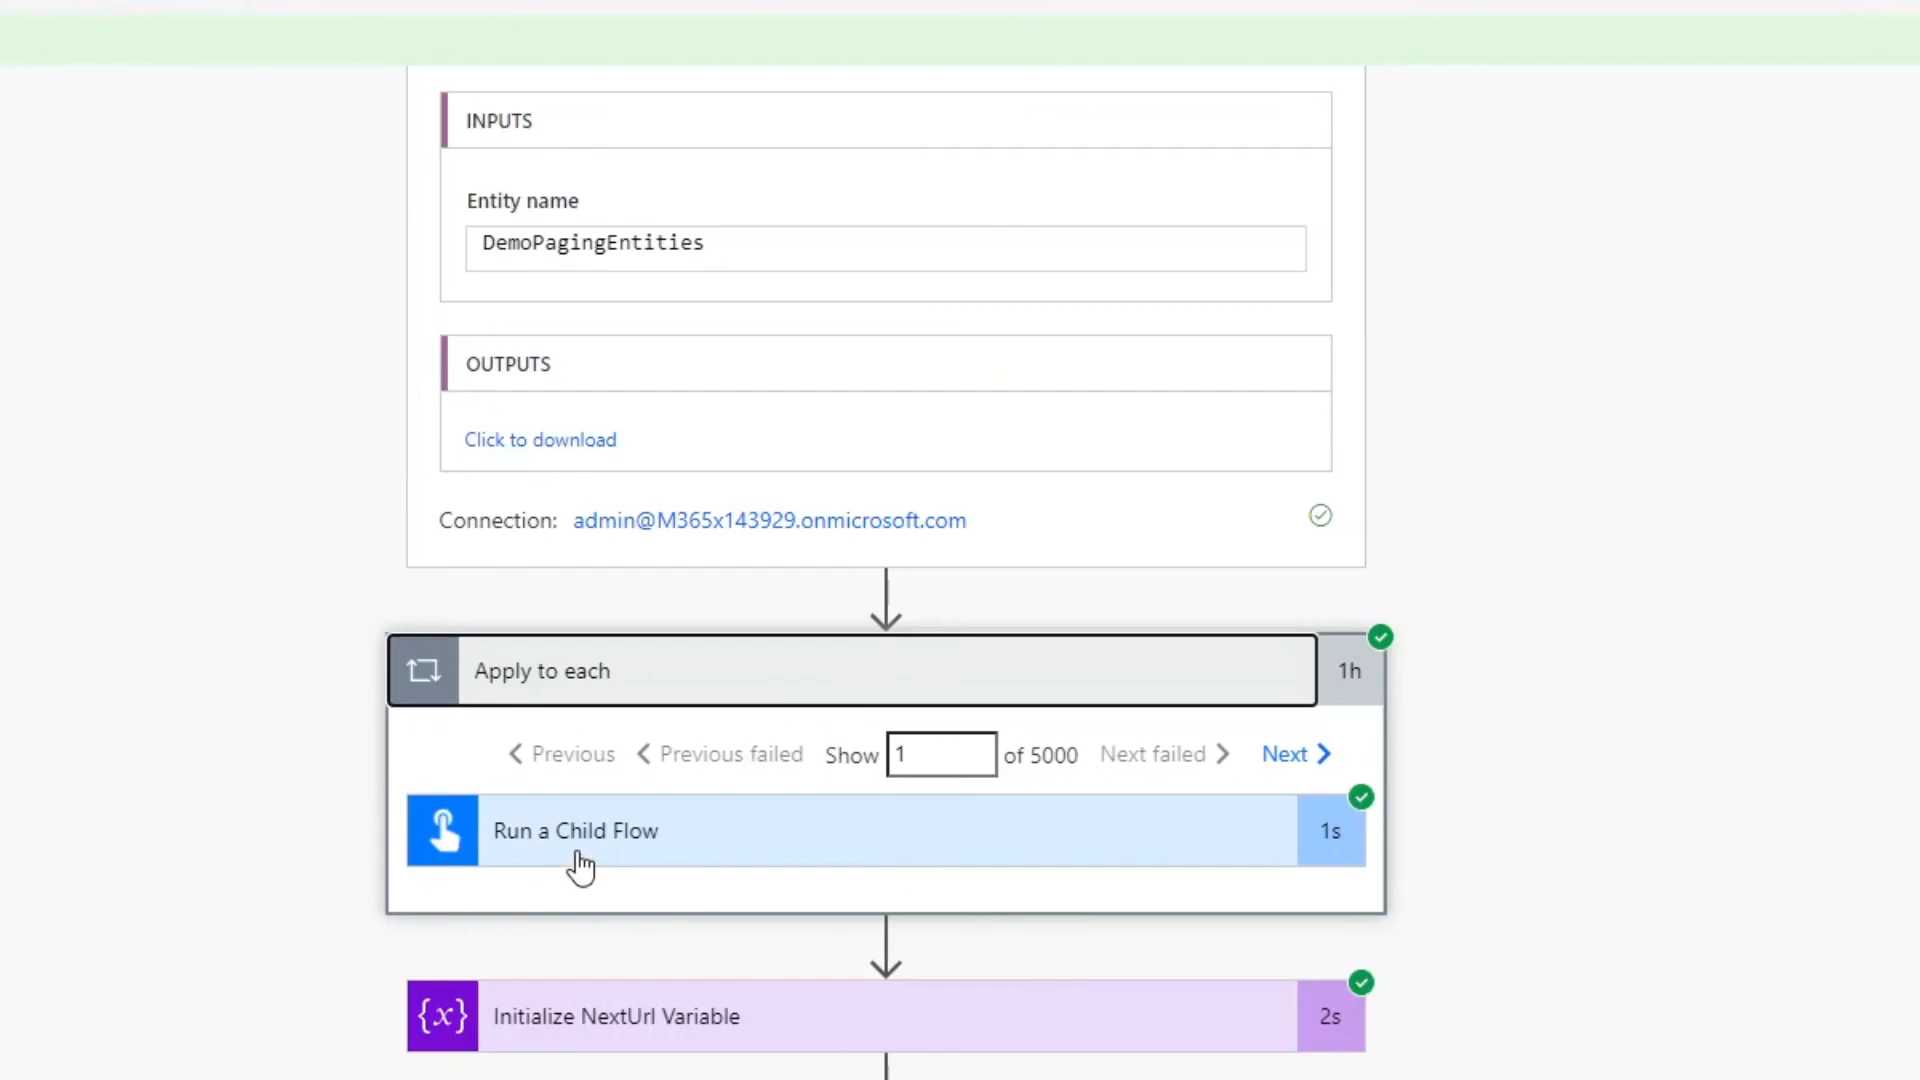 INPUTS
Entity name
DemoPagingEntities
OUTPUTS
Click to download
Connection: admin@M365x143929.onmicrosoft.com
Apply to each 1h
Previous Previous failed Show 1 of 5000 Next failed Next
Run a Child Flow 1s
{x} Initialize NextUrl Variable 2s